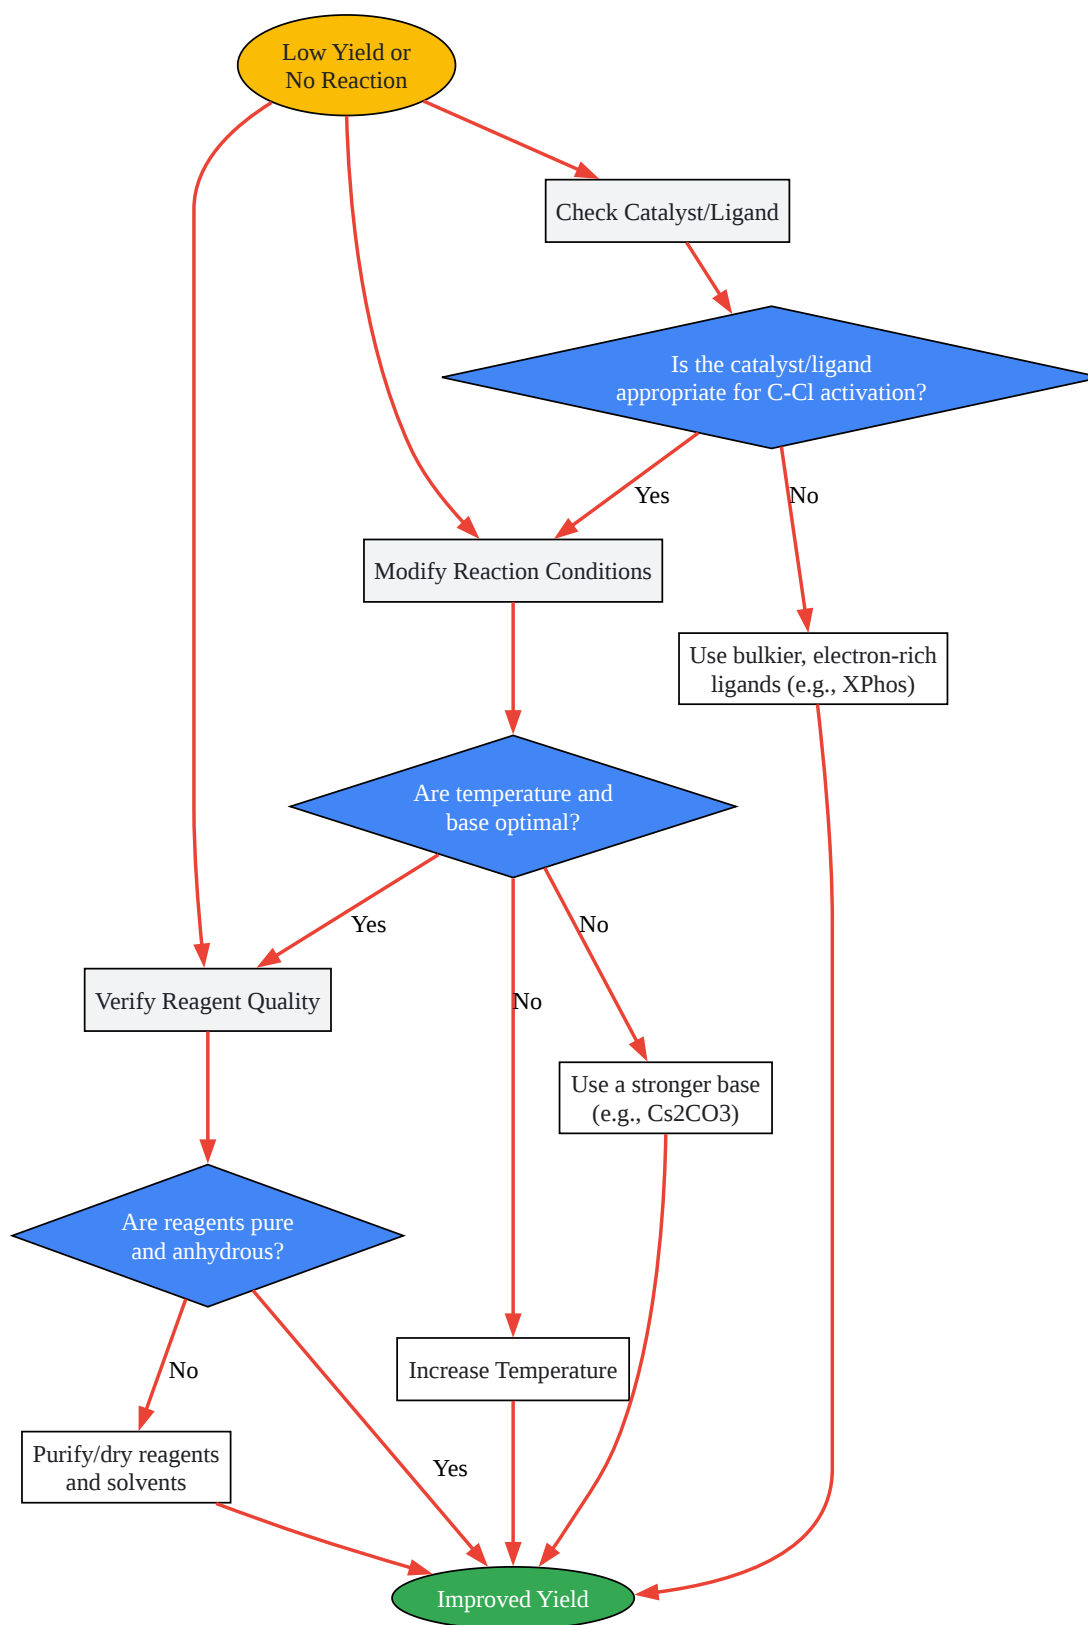 Low Yield or
No Reaction
Check Catalyst/Ligand
Is the catalyst/ligand
appropriate for C-Cl activation?
Yes
No
Modify Reaction Conditions
Use bulkier, electron-rich
ligands (e.g., XPhos)
Are temperature and
base optimal?
Yes
No
Verify Reagent Quality
No
Use a stronger base
(e.g., Cs2CO3)
Are reagents pure
and anhydrous?
No
Increase Temperature
Purify/dry reagents
and solvents
Yes
Improved Yield